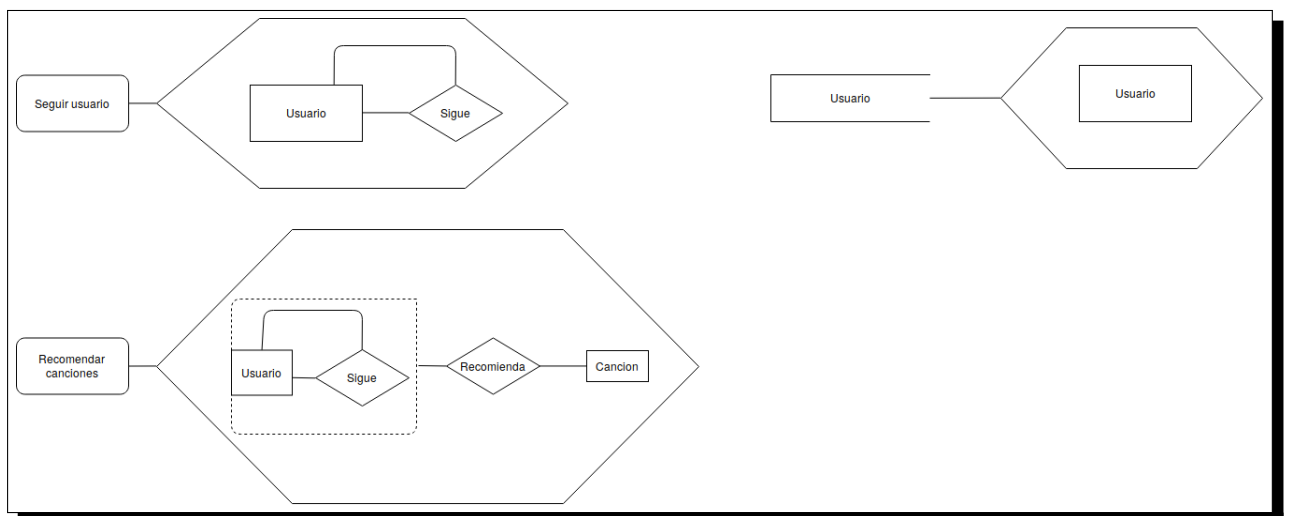 Seguir usuario
Usuario
Sigue
Usuario
Usuario
Recomendar
canciones
Usuario
Sigue
Recomienda
Cancion